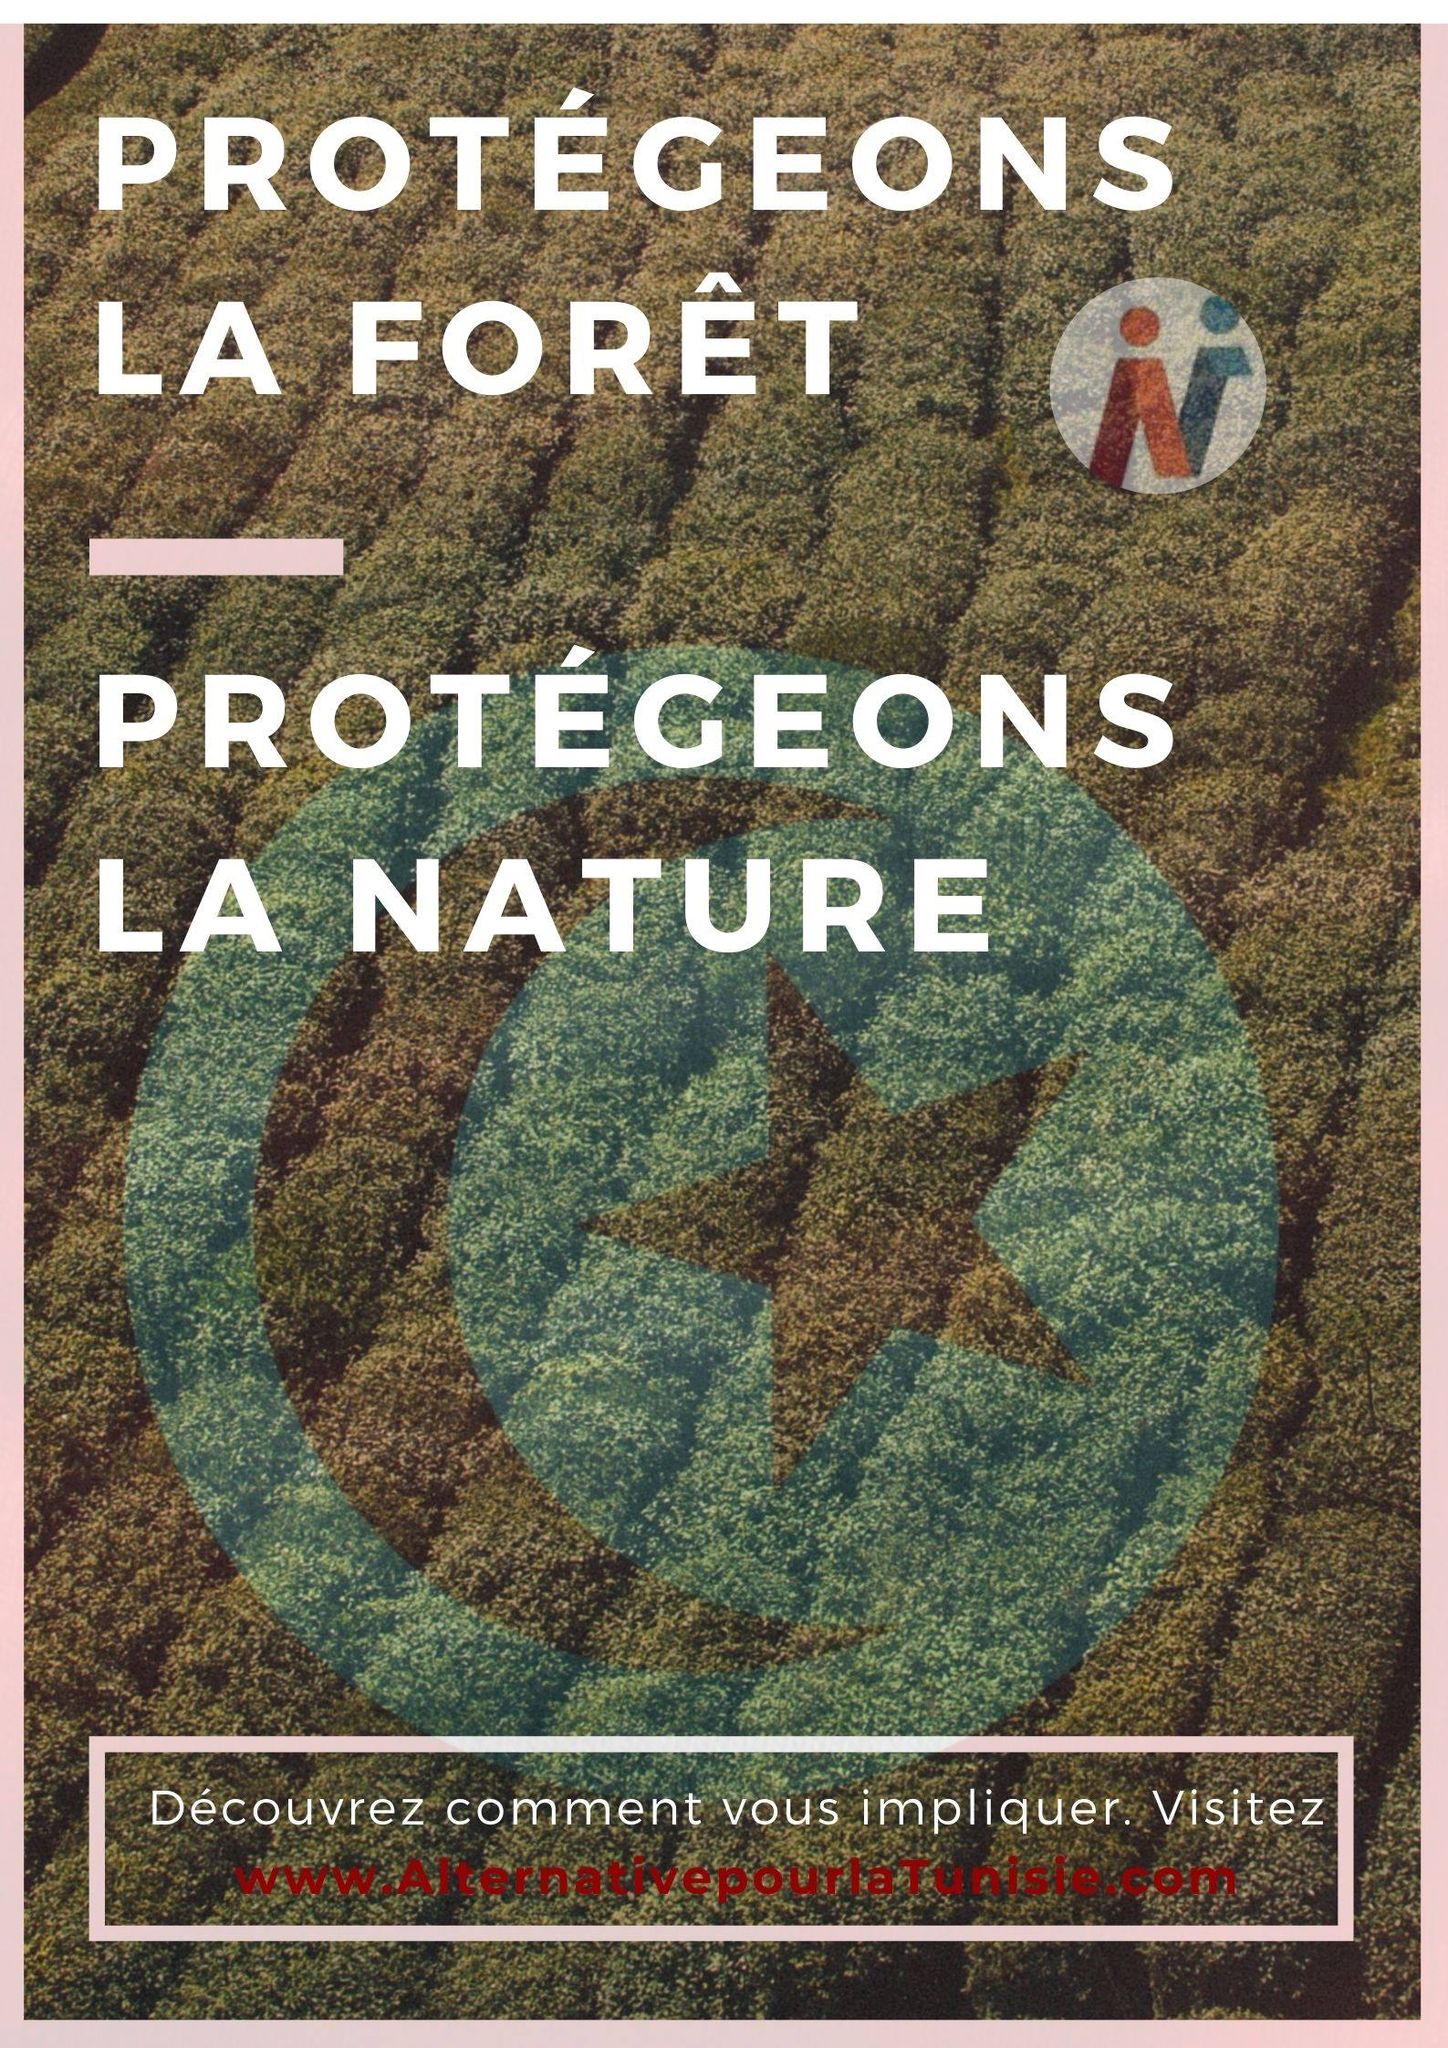 PROTÉGEONS
LA FORÊT
PROTÉGEONS
LA NATURE
Découvrez comment vous impliquer. Visitez
www.AlternativepourlaTunisie.com